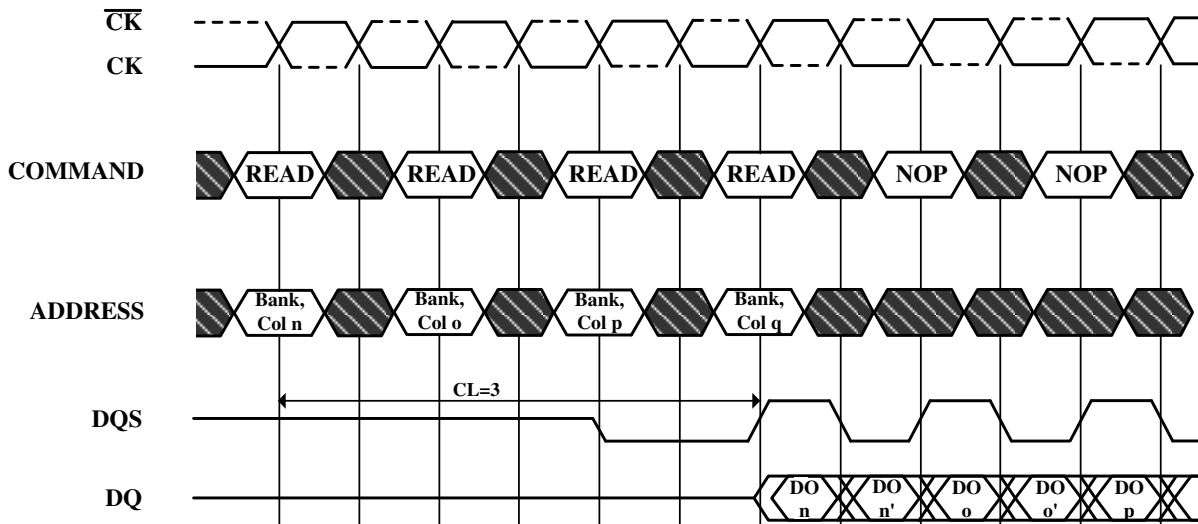 CK
CK
COMMAND READ READ READ READ NOP NOP
ADDRESS Bank, Col n Bank, Col o Bank, Col p Bank, Col q
CL=3
DQS
DQ DO n DO n' DO o DO o' DO p